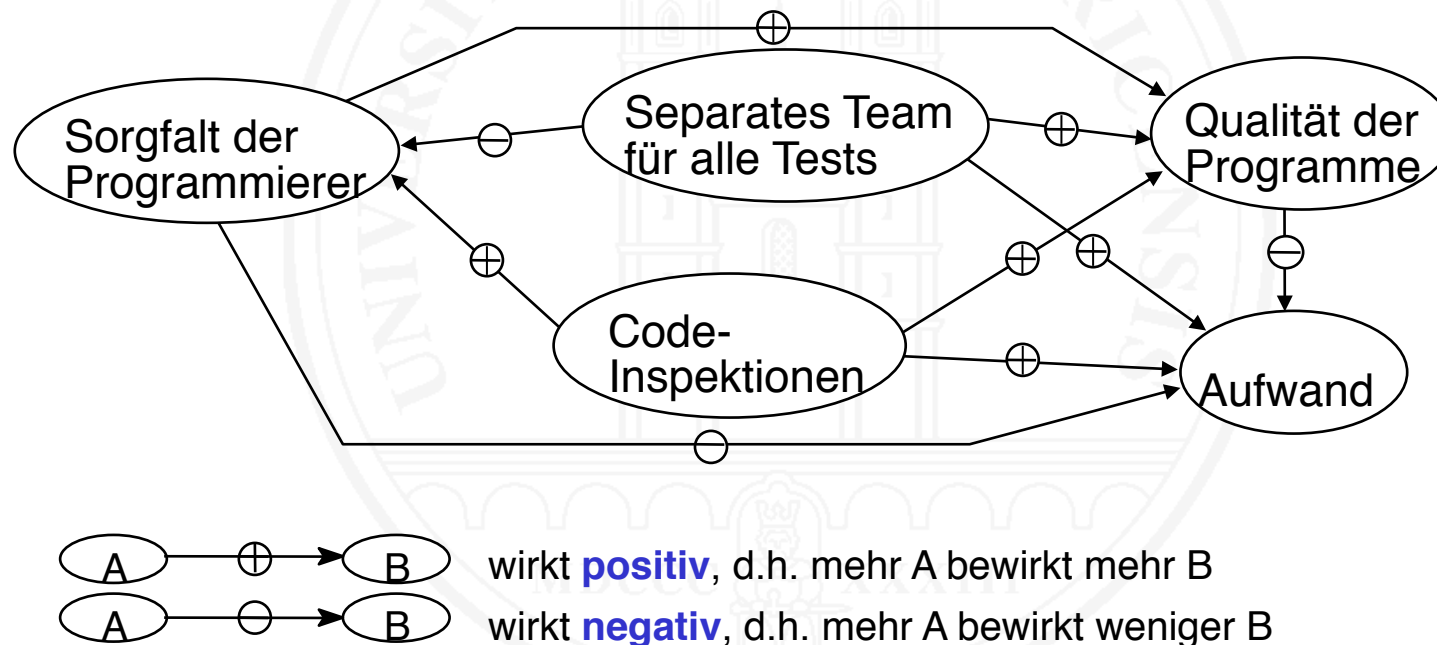 Sorgfalt der
Programmierer
Separates Team
für alle Tests
Qualität der
Programme
Code-
Inspektionen
Aufwand
A B wirkt positiv, d.h. mehr A bewirkt mehr B
A B wirkt negativ, d.h. mehr A bewirkt weniger B